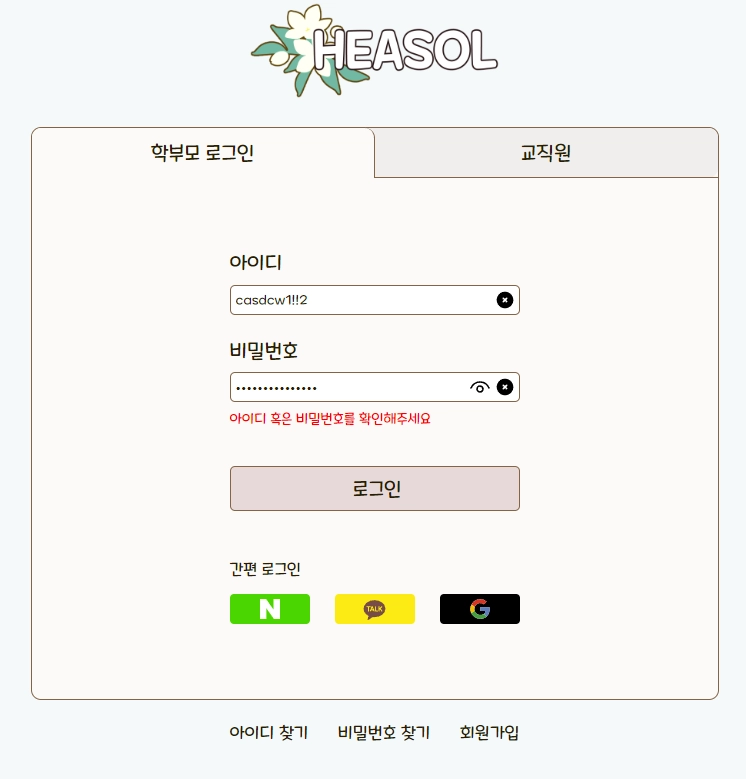 HEASOL
학부모 로그인 교직원
아이디
casdcw1!!2
비밀번호
•••••••••••••••
아이디 혹은 비밀번호를 확인해주세요
로그인
간편 로그인
N TALK G
아이디 찾기 비밀번호 찾기 회원가입